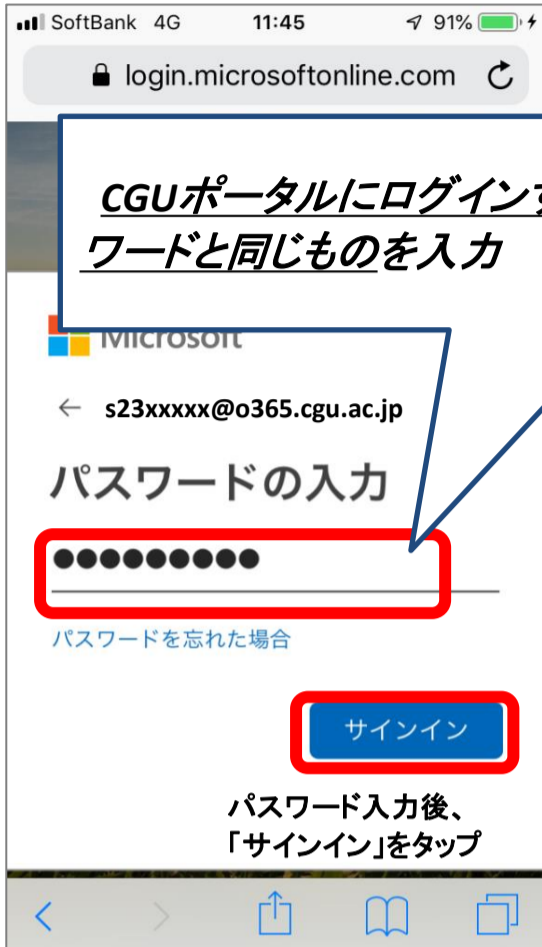 SoftBank 4G 11:45 91%
login.microsoftonline.com
CGUポータルにログインす
ワードと同じものを入力
Microsoft
← s23xxxxx@o365.cgu.ac.jp
パスワードの入力
●●●●●●●●●
パスワードを忘れた場合
サインイン
パスワード入力後、
「サインイン」をタップ